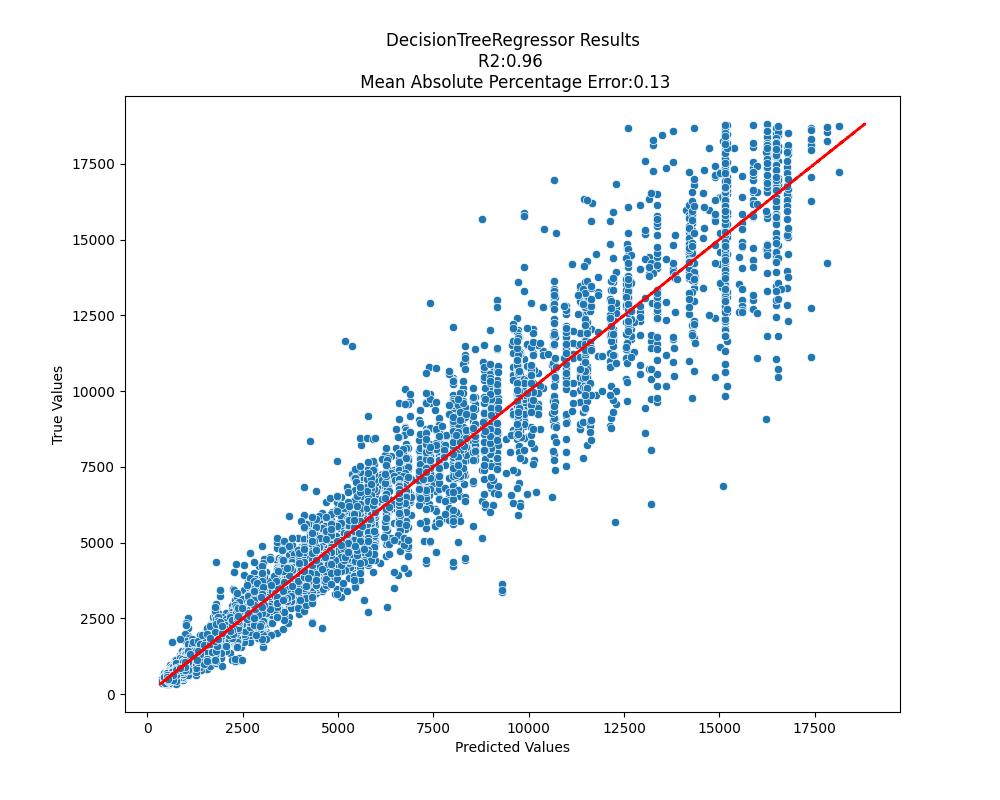 DecisionTreeRegressor Results
R2:0.96
Mean Absolute Percentage Error:0.13
17500
15000
12500
10000
7500
5000
2500
0
True Values
0 2500 5000 7500 10000 12500 15000 17500
Predicted Values